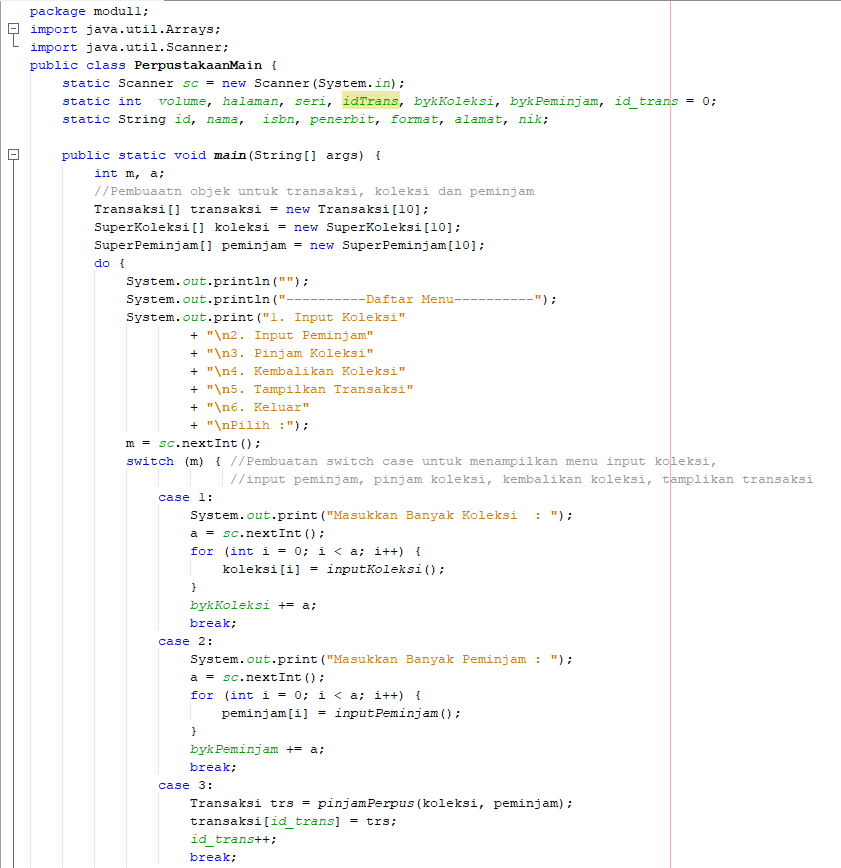 package modul1;
import java.util.Arrays;
import java.util.Scanner;
public class PerpustakaanMain {
    static Scanner sc = new Scanner(System.in);
    static int  volume, halaman, seri, idTrans, bykKoleksi, bykPeminjam, id_trans = 0;
    static String id, nama,  isbn, penerbit, format, alamat, nik;

    public static void main(String[] args) {
        int m, a;
        //Pembuaatn objek untuk transaksi, koleksi dan peminjam
        Transaksi[] transaksi = new Transaksi[10];
        SuperKoleksi[] koleksi = new SuperKoleksi[10];
        SuperPeminjam[] peminjam = new SuperPeminjam[10];
        do {
            System.out.println("");
            System.out.println("----------Daftar Menu----------");
            System.out.print("1. Input Koleksi"
                    + "\n2. Input Peminjam"
                    + "\n3. Pinjam Koleksi"
                    + "\n4. Kembalikan Koleksi"
                    + "\n5. Tampilkan Transaksi"
                    + "\n6. Keluar"
                    + "\nPilih :");
            m = sc.nextInt();
            switch (m) { //Pembuatan switch case untuk menampilkan menu input koleksi,
                         //input peminjam, pinjam koleksi, kembalikan koleksi, tamplikan transaksi
                case 1:
                    System.out.print("Masukkan Banyak Koleksi  : ");
                    a = sc.nextInt();
                    for (int i = 0; i < a; i++) {
                        koleksi[i] = inputKoleksi();
                    }
                    bykKoleksi += a;
                    break;
                case 2:
                    System.out.print("Masukkan Banyak Peminjam : ");
                    a = sc.nextInt();
                    for (int i = 0; i < a; i++) {
                        peminjam[i] = inputPeminjam();
                    }
                    bykPeminjam += a;
                    break;
                case 3:
                    Transaksi trs = pinjamPerpus(koleksi, peminjam);
                    transaksi[id_trans] = trs;
                    id_trans++;
                    break;